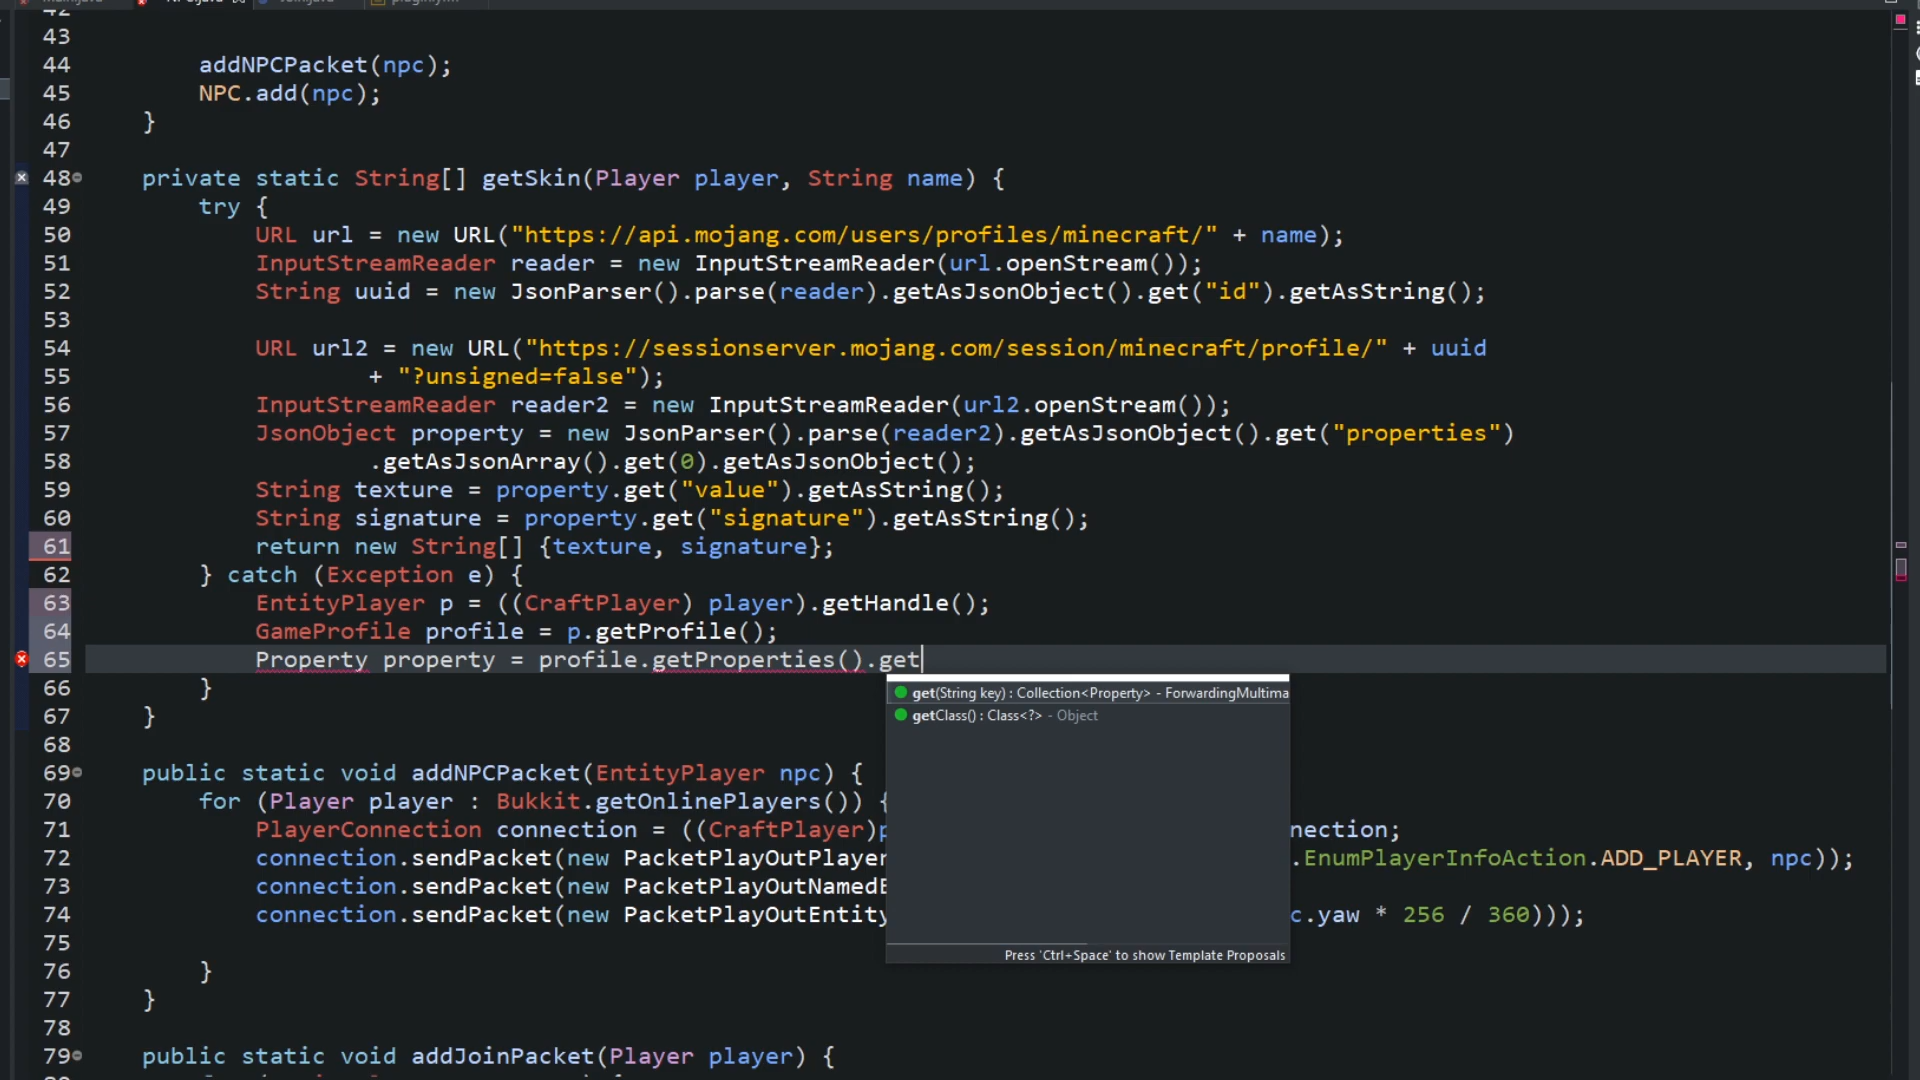 43
44 addNPCPacket(npc);
45 NPC.add(npc);
46 }
47
48 private static String[] getSkin(Player player, String name) {
49 try {
50 URL url = new URL("https://api.mojang.com/users/profiles/minecraft/" + name);
51 InputStreamReader reader = new InputStreamReader(url.openStream());
52 String uuid = new JsonParser().parse(reader).getAsJsonObject().get("id").getAsString();
53
54 URL url2 = new URL("https://sessionserver.mojang.com/session/minecraft/profile/" + uuid
55 + "?unsigned=false");
56 InputStreamReader reader2 = new InputStreamReader(url2.openStream());
57 JsonObject property = new JsonParser().parse(reader2).getAsJsonObject().get("properties")
58 .getAsJsonArray().get(0).getAsJsonObject();
59 String texture = property.get("value").getAsString();
60 String signature = property.get("signature").getAsString();
61 return new String[] {texture, signature};
62 } catch (Exception e) {
63 EntityPlayer p = ((CraftPlayer) player).getHandle();
64 GameProfile profile = p.getProfile();
65 Property property = profile.getProperties().get
66 }
get(String key) : Collection<Property> - ForwardingMultima
67 }
getClass() : Class<?> - Object
68
69 public static void addNPCPacket(EntityPlayer npc) {
70 for (Player player : Bukkit.getOnlinePlayers()) {
71 PlayerConnection connection = ((CraftPlayer)p nection;
72 connection.sendPacket(new PacketPlayOutPlayer .EnumPlayerInfoAction.ADD_PLAYER, npc));
73 connection.sendPacket(new PacketPlayOutNamedE
74 connection.sendPacket(new PacketPlayOutEntity c.yaw * 256 / 360)));
75
Press 'Ctrl+Space' to show Template Proposals
76 }
77 }
78
79 public static void addJoinPacket(Player player) {